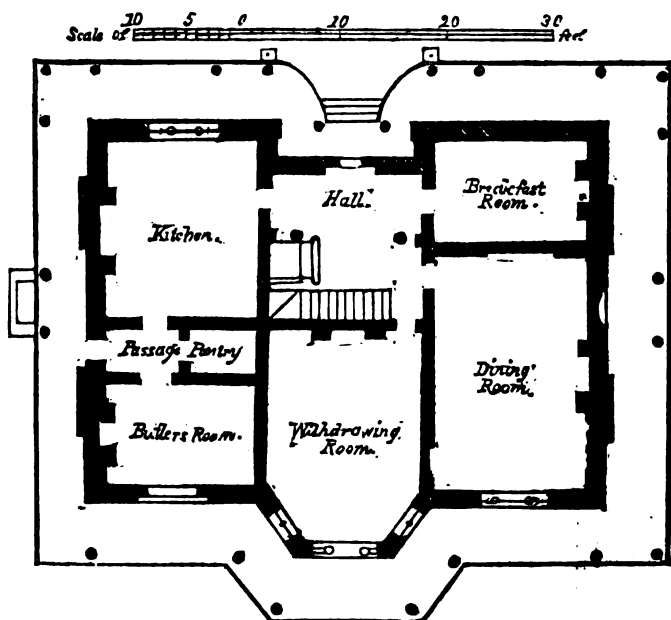 10 5 0 10 20 30
Scale of feet
Hall.
Breakfast
Room.
Kitchen.
Passage Pantry
Dining
Room.
Butlers Room.
Withdrawing
Room.